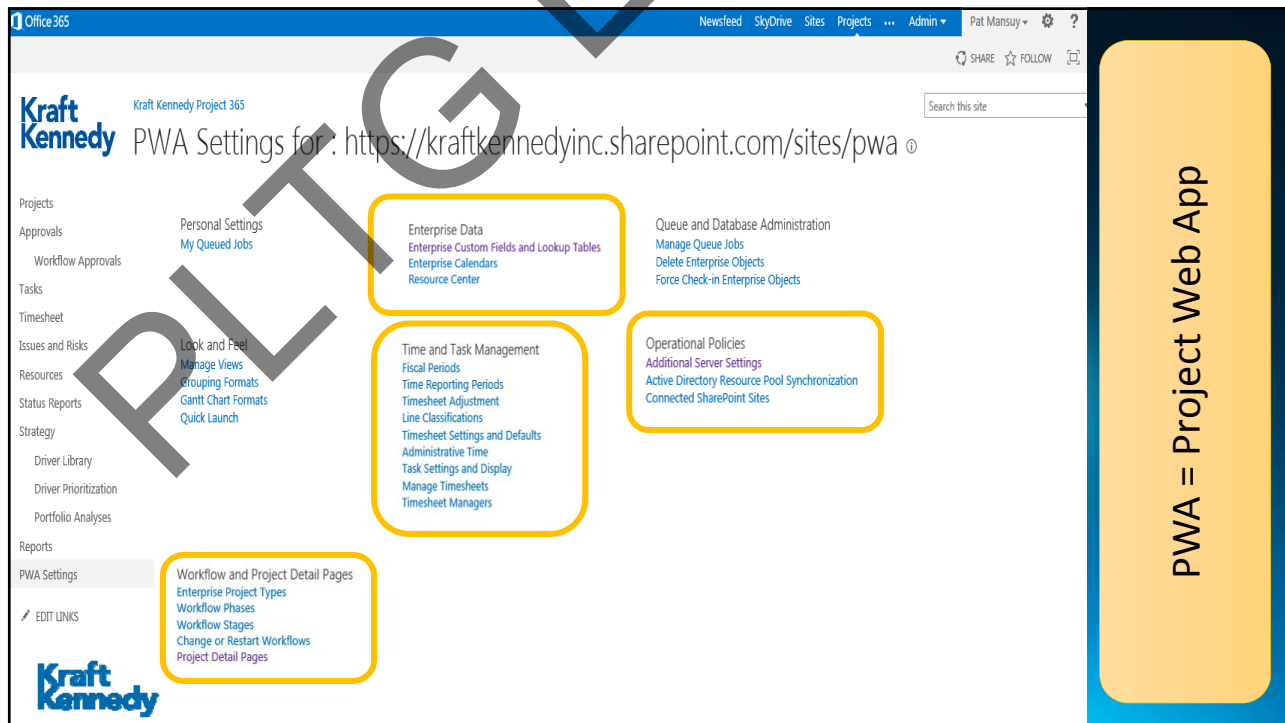 Office 365
Newsfeed SkyDrive Sites Projects ... Admin Pat Mansuy ?
SHARE FOLLOW
Kraft
Kennedy
Kraft Kennedy Project 365
Search this site
PWA Settings for : https://kraftkennedyinc.sharepoint.com/sites/pwa
Projects
Approvals
Workflow Approvals
Tasks
Timesheet
Issues and Risks
Resources
Status Reports
Strategy
Driver Library
Driver Prioritization
Portfolio Analyses
Reports
PWA Settings
EDIT LINKS
Personal Settings
My Queued Jobs
Enterprise Data
Enterprise Custom Fields and Lookup Tables
Enterprise Calendars
Resource Center
Queue and Database Administration
Manage Queue Jobs
Delete Enterprise Objects
Force Check-in Enterprise Objects
Look and Feel
Manage Views
Grouping Formats
Gantt Chart Formats
Quick Launch
Time and Task Management
Fiscal Periods
Time Reporting Periods
Timesheet Adjustment
Line Classifications
Timesheet Settings and Defaults
Administrative Time
Task Settings and Display
Manage Timesheets
Timesheet Managers
Operational Policies
Additional Server Settings
Active Directory Resource Pool Synchronization
Connected SharePoint Sites
Workflow and Project Detail Pages
Enterprise Project Types
Workflow Phases
Workflow Stages
Change or Restart Workflows
Project Detail Pages
Kraft
Kennedy
PWA = Project Web App
PLTG